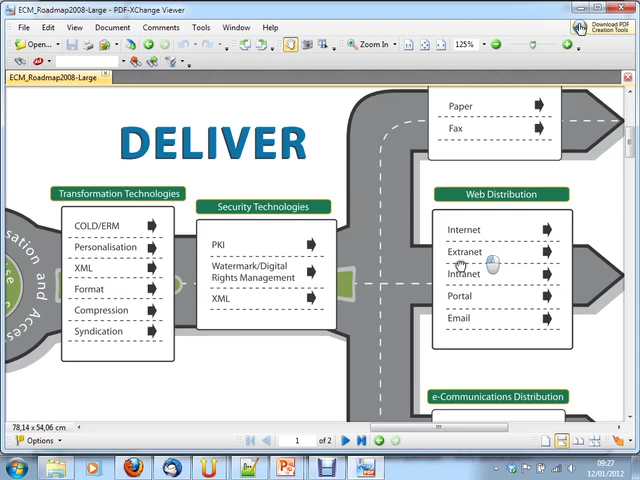 ECM_Roadmap2008-Large - PDF-XChange Viewer
File Edit View Document Comments Tools Window Help
Download PDF
Creation Tools
Open... Zoom In 125%
ECM_Roadmap2008-Large
DELIVER
Paper
Fax
Transformation Technologies
COLD/ERM
Personalisation
XML
Format
Compression
Syndication
Security Technologies
PKI
Watermark/Digital
Rights Management
XML
Web Distribution
Internet
Extranet
Intranet
Portal
Email
e-Communications Distribution
78,14 x 54,06 cm
Options 1 of 2
09:27
12/01/2012